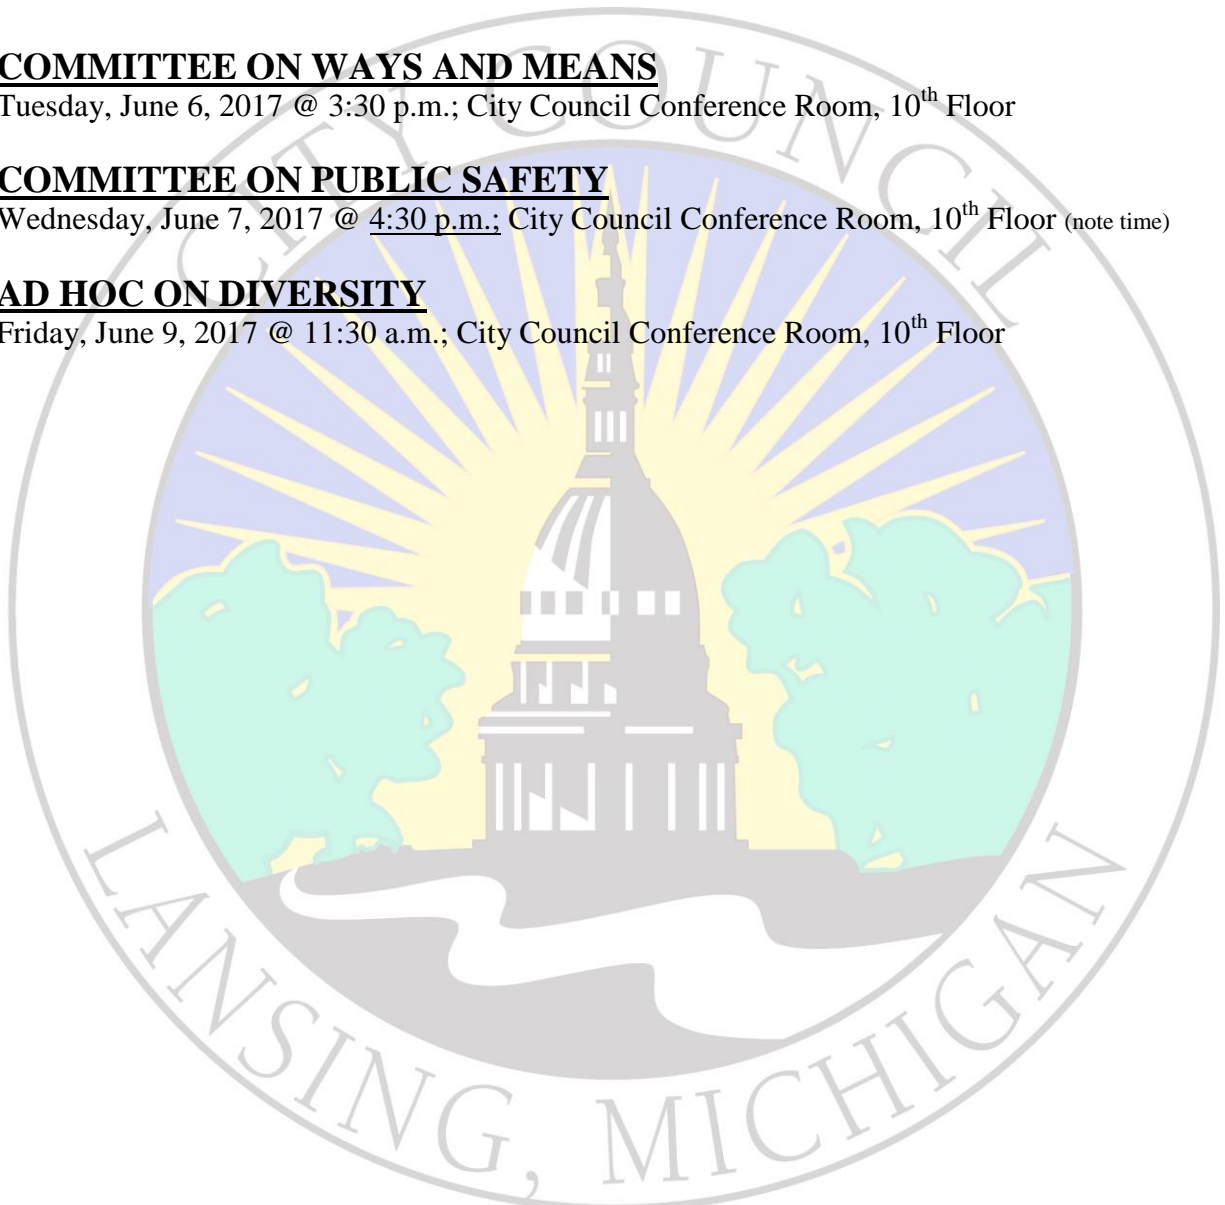 COMMITTEE ON WAYS AND MEANS
Tuesday, June 6, 2017 @ 3:30 p.m.; City Council Conference Room, 10th Floor
COMMITTEE ON PUBLIC SAFETY
Wednesday, June 7, 2017 @ 4:30 p.m.; City Council Conference Room, 10th Floor (note time)
AD HOC ON DIVERSITY
Friday, June 9, 2017 @ 11:30 a.m.; City Council Conference Room, 10th Floor
CITY COUNCIL
LANSING, MICHIGAN